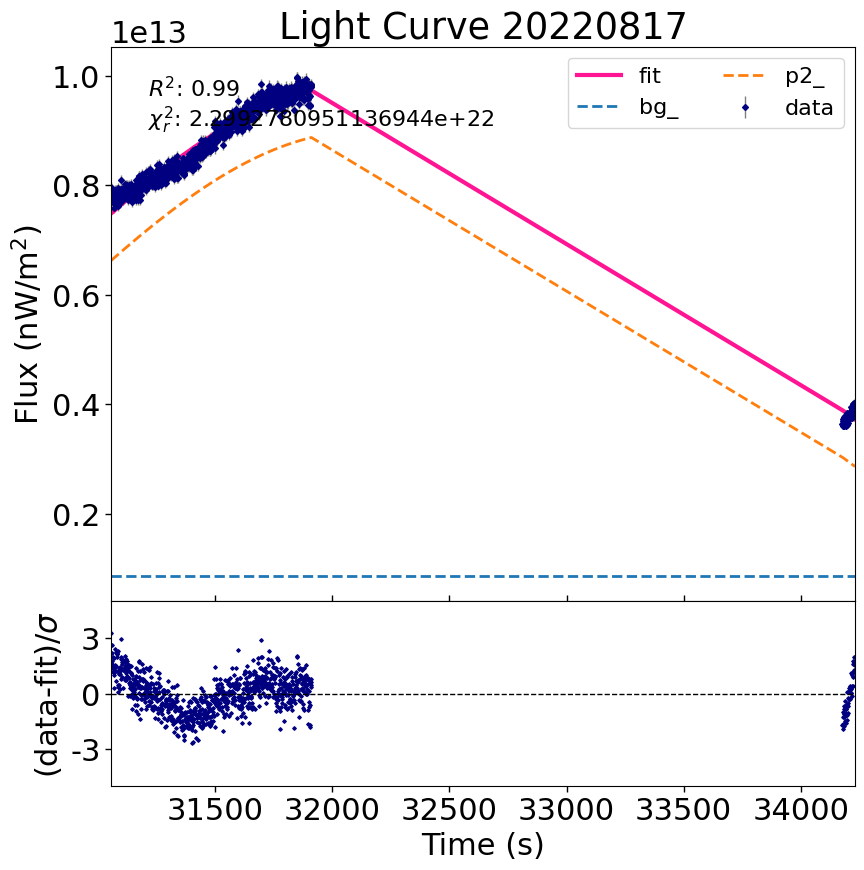 Light Curve 20220817
1e13
R²: 0.99
χ²ᵣ: 2.2992780951136944e+22
fit
bg_
p2_
data
Flux (nW/m²)
1.0
0.8
0.6
0.4
0.2
(data-fit)/σ
3
0
-3
31500 32000 32500 33000 33500 34000
Time (s)